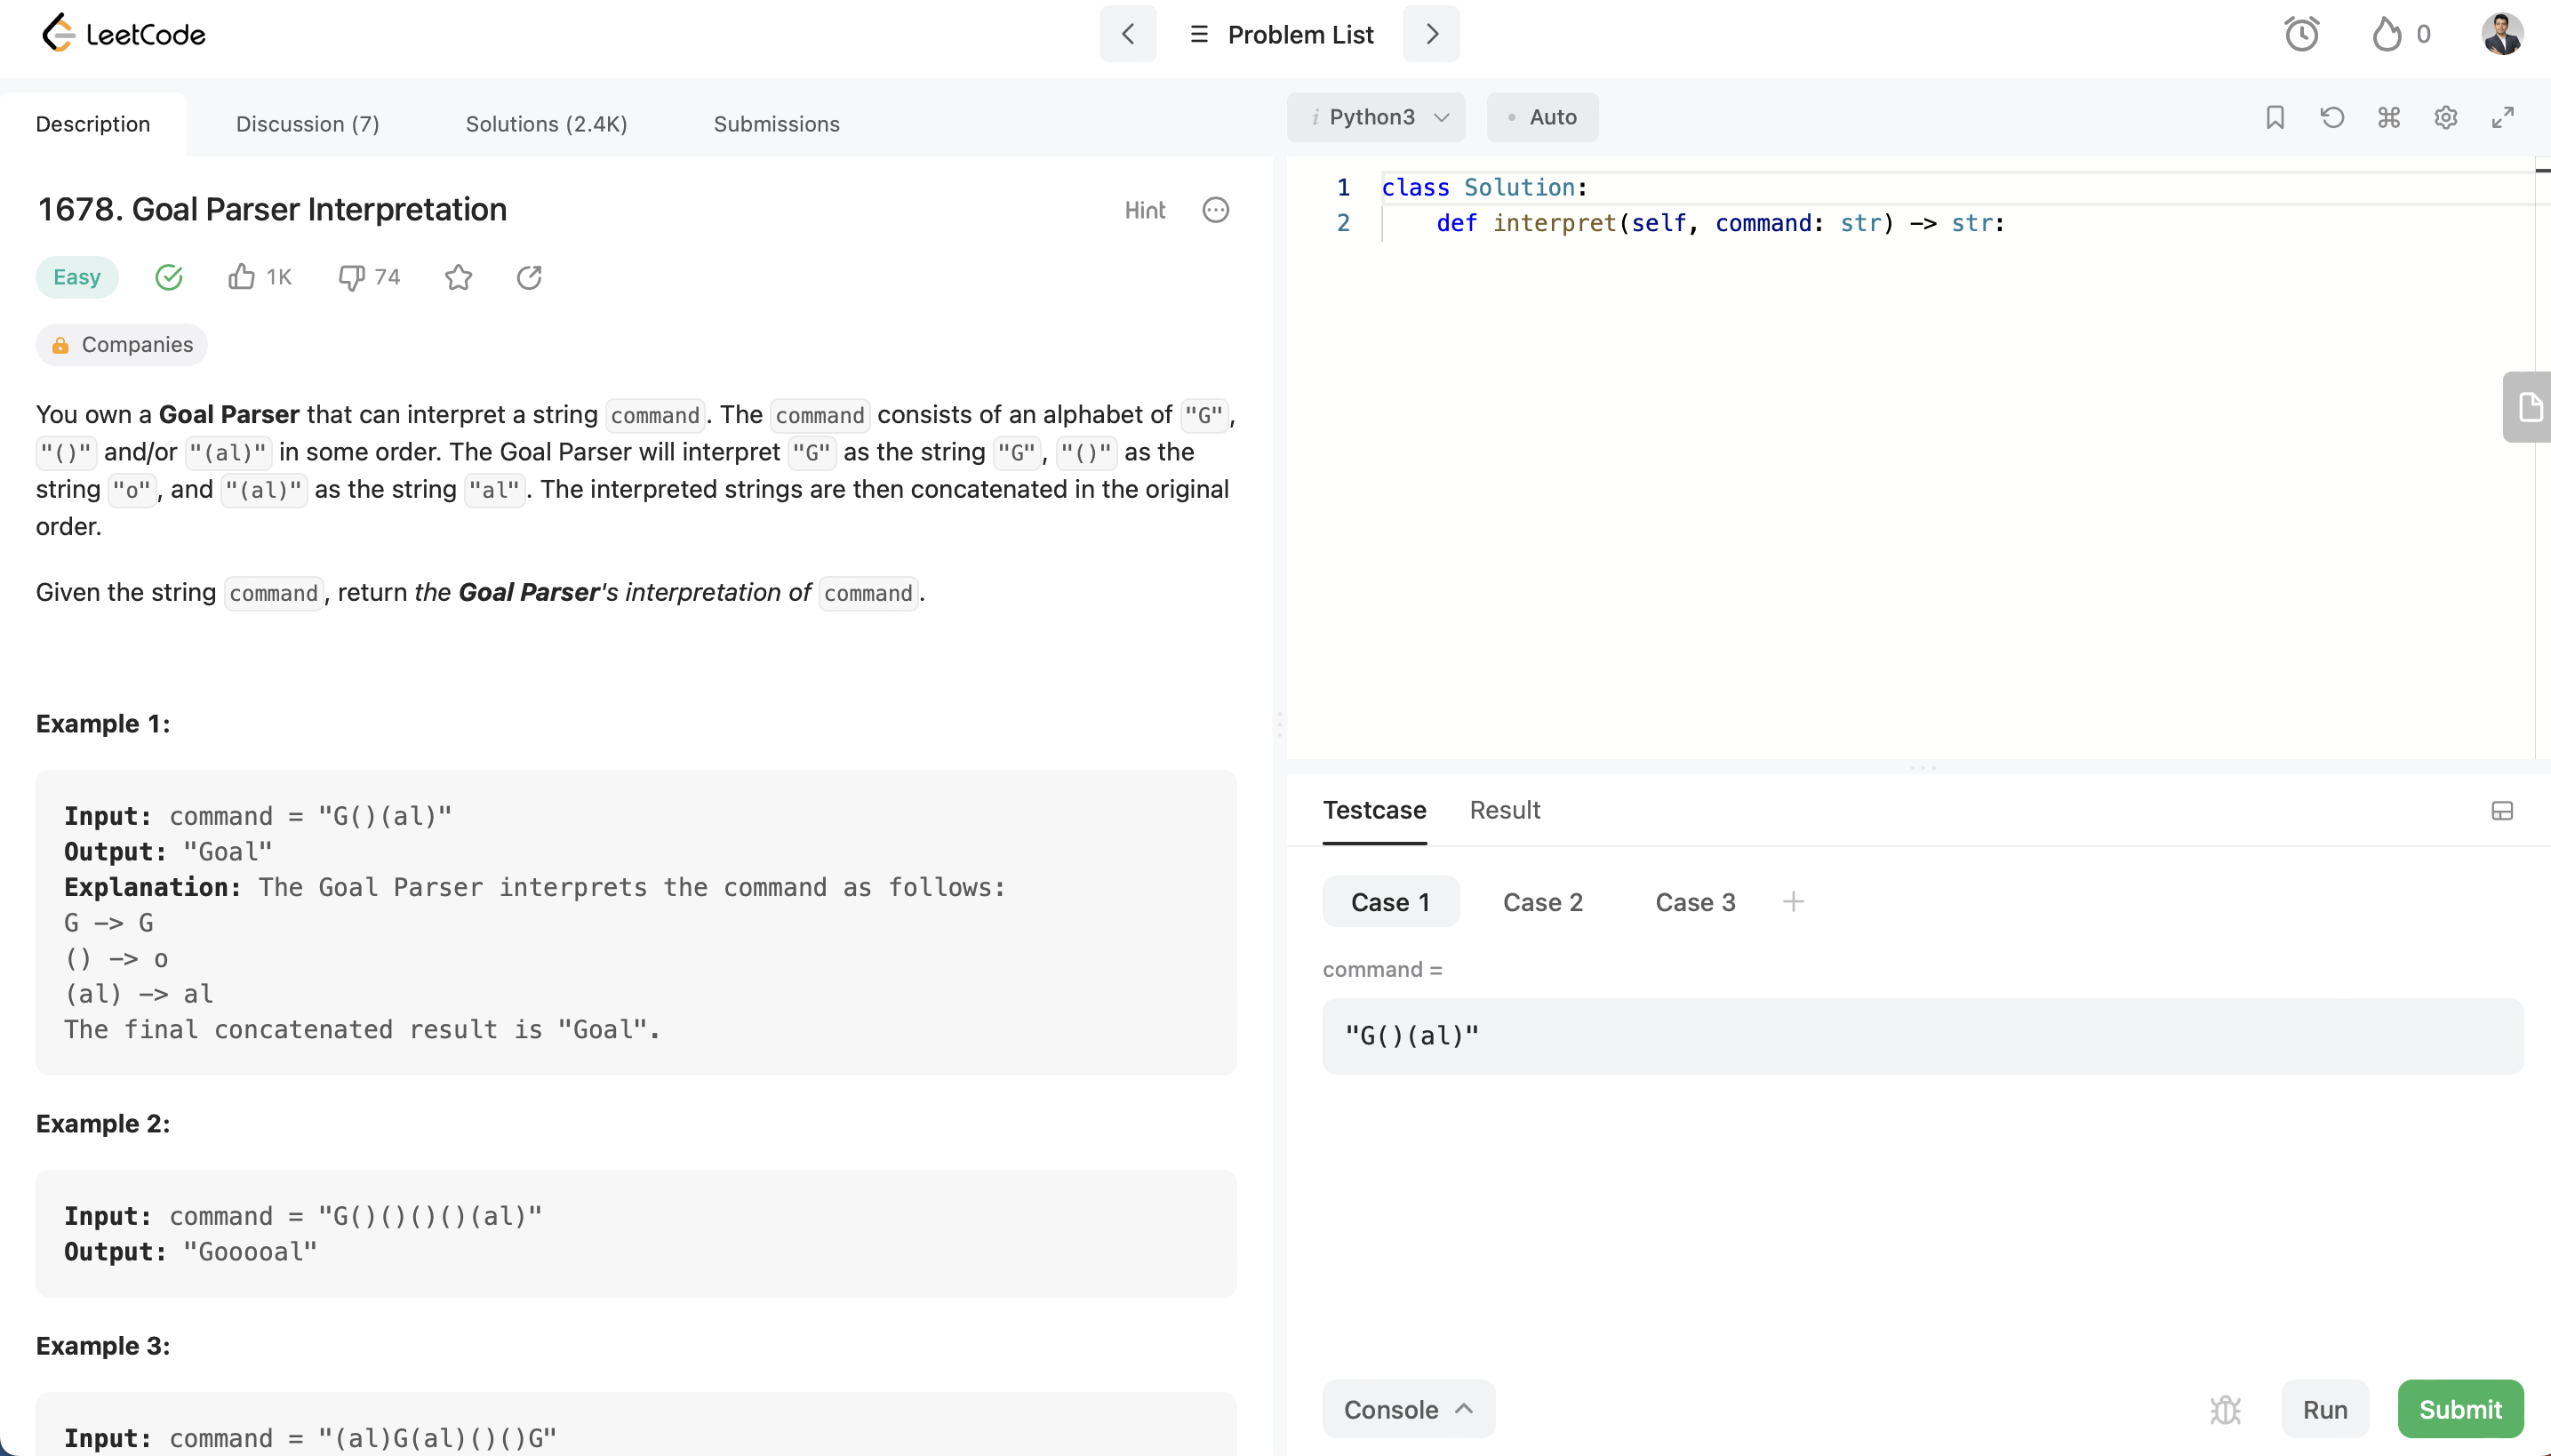 LeetCode
Problem List
0
Description
Discussion (7)
Solutions (2.4K)
Submissions
1678. Goal Parser Interpretation
Hint
Easy
1K
74
Companies
You own a Goal Parser that can interpret a string command. The command consists of an alphabet of "G",
"()" and/or "(al)" in some order. The Goal Parser will interpret "G" as the string "G", "()" as the
string "o", and "(al)" as the string "al". The interpreted strings are then concatenated in the original
order.
Given the string command, return the Goal Parser's interpretation of command.
Example 1:
Input: command = "G()(al)"
Output: "Goal"
Explanation: The Goal Parser interprets the command as follows:
G -> G
() -> o
(al) -> al
The final concatenated result is "Goal".
Example 2:
Input: command = "G()()()()(al)"
Output: "Gooooal"
Example 3:
Input: command = "(al)G(al)()()G"
i Python3
Auto
1 class Solution:
2 def interpret(self, command: str) -> str:
Testcase
Result
Case 1
Case 2
Case 3
command =
"G()(al)"
Console
Run
Submit